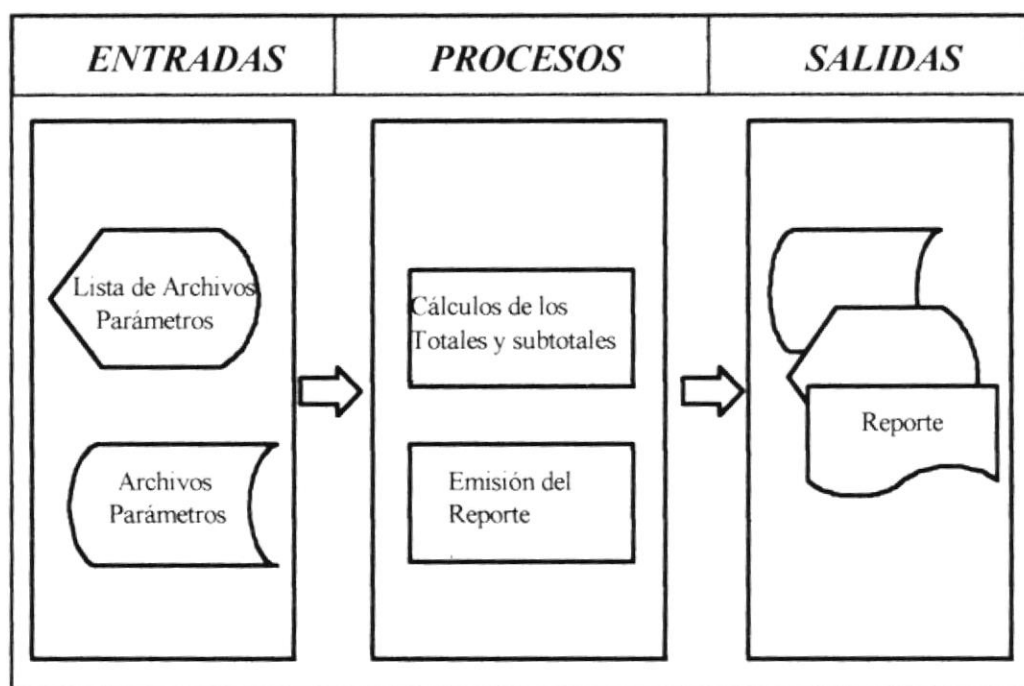 ENTRADAS
PROCESOS
SALIDAS
Lista de Archivos
Parámetros
Archivos
Parámetros
Cálculos de los
Totales y subtotales
Emisión del
Reporte
Reporte